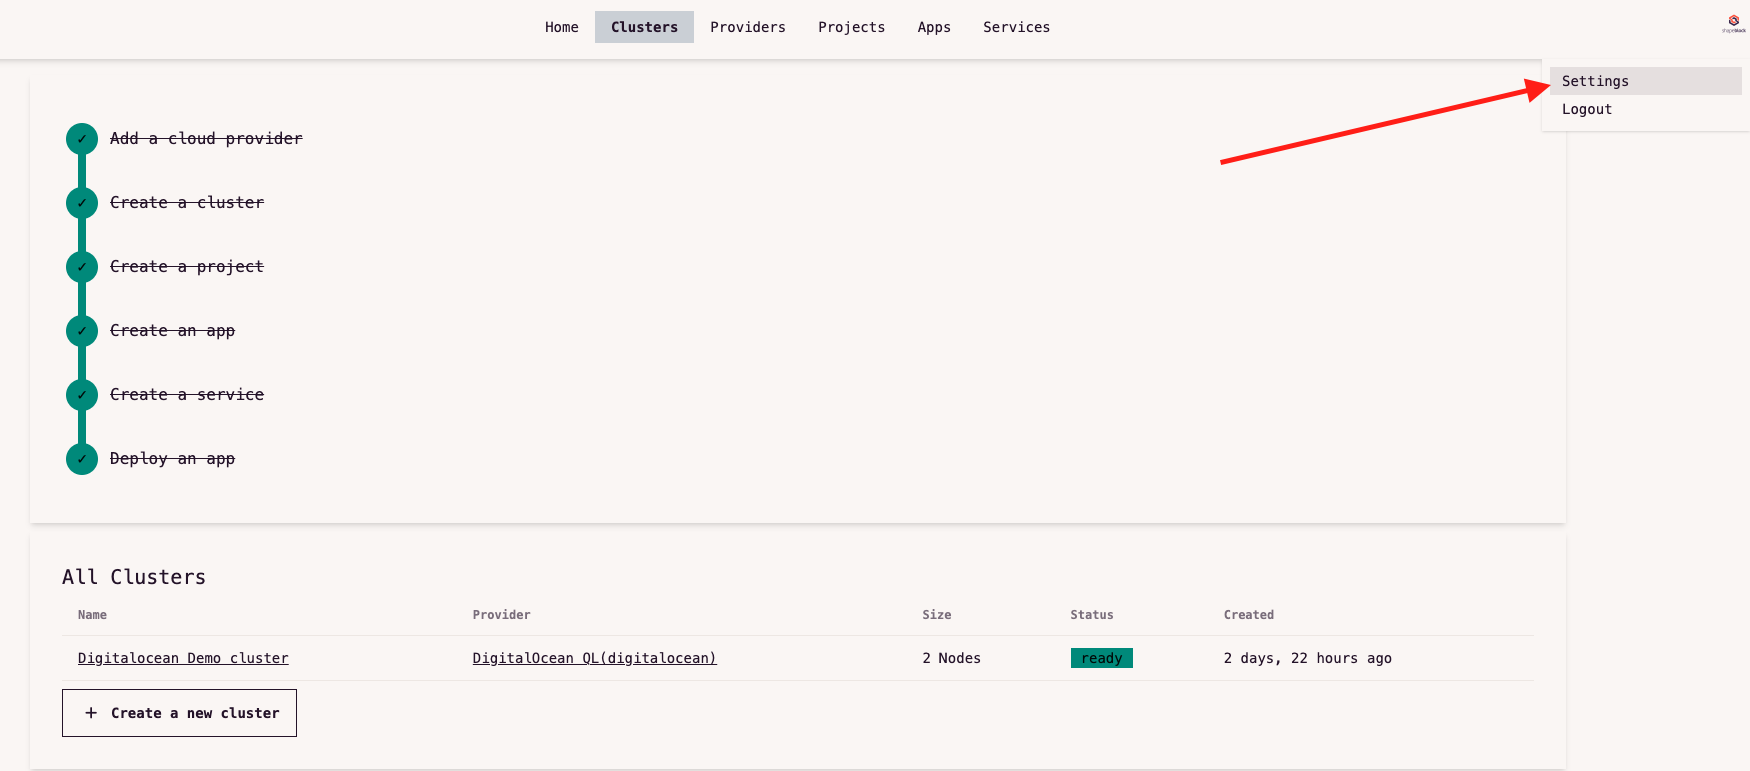 Home Clusters Providers Projects Apps Services
shapeblock
Settings
Logout
✓ Add a cloud provider
✓ Create a cluster
✓ Create a project
✓ Create an app
✓ Create a service
✓ Deploy an app
All Clusters
Name Provider Size Status Created
Digitalocean Demo cluster DigitalOcean QL(digitalocean) 2 Nodes ready 2 days, 22 hours ago
+ Create a new cluster